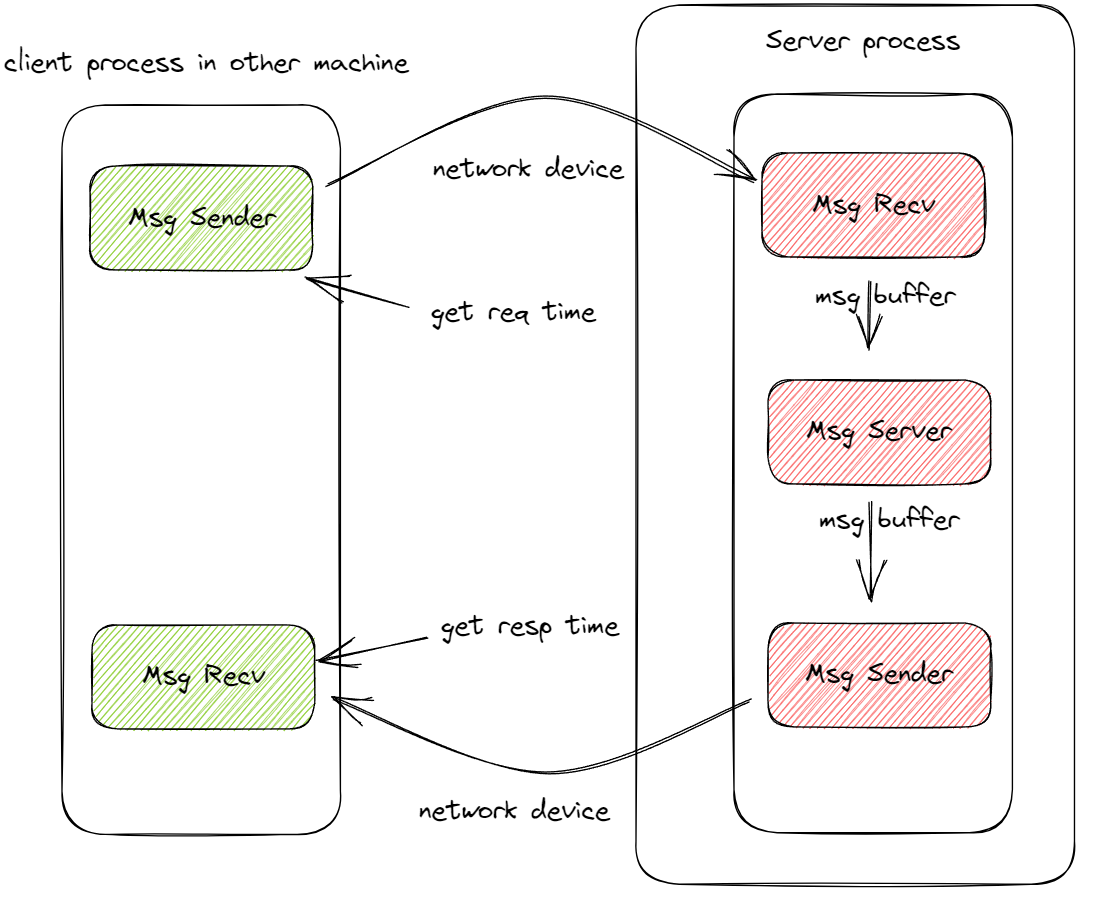 client process in other machine
Server process
Msg Sender
network device
Msg Recv
get req time
msg buffer
Msg Server
msg buffer
get resp time
Msg Recv
Msg Sender
network device